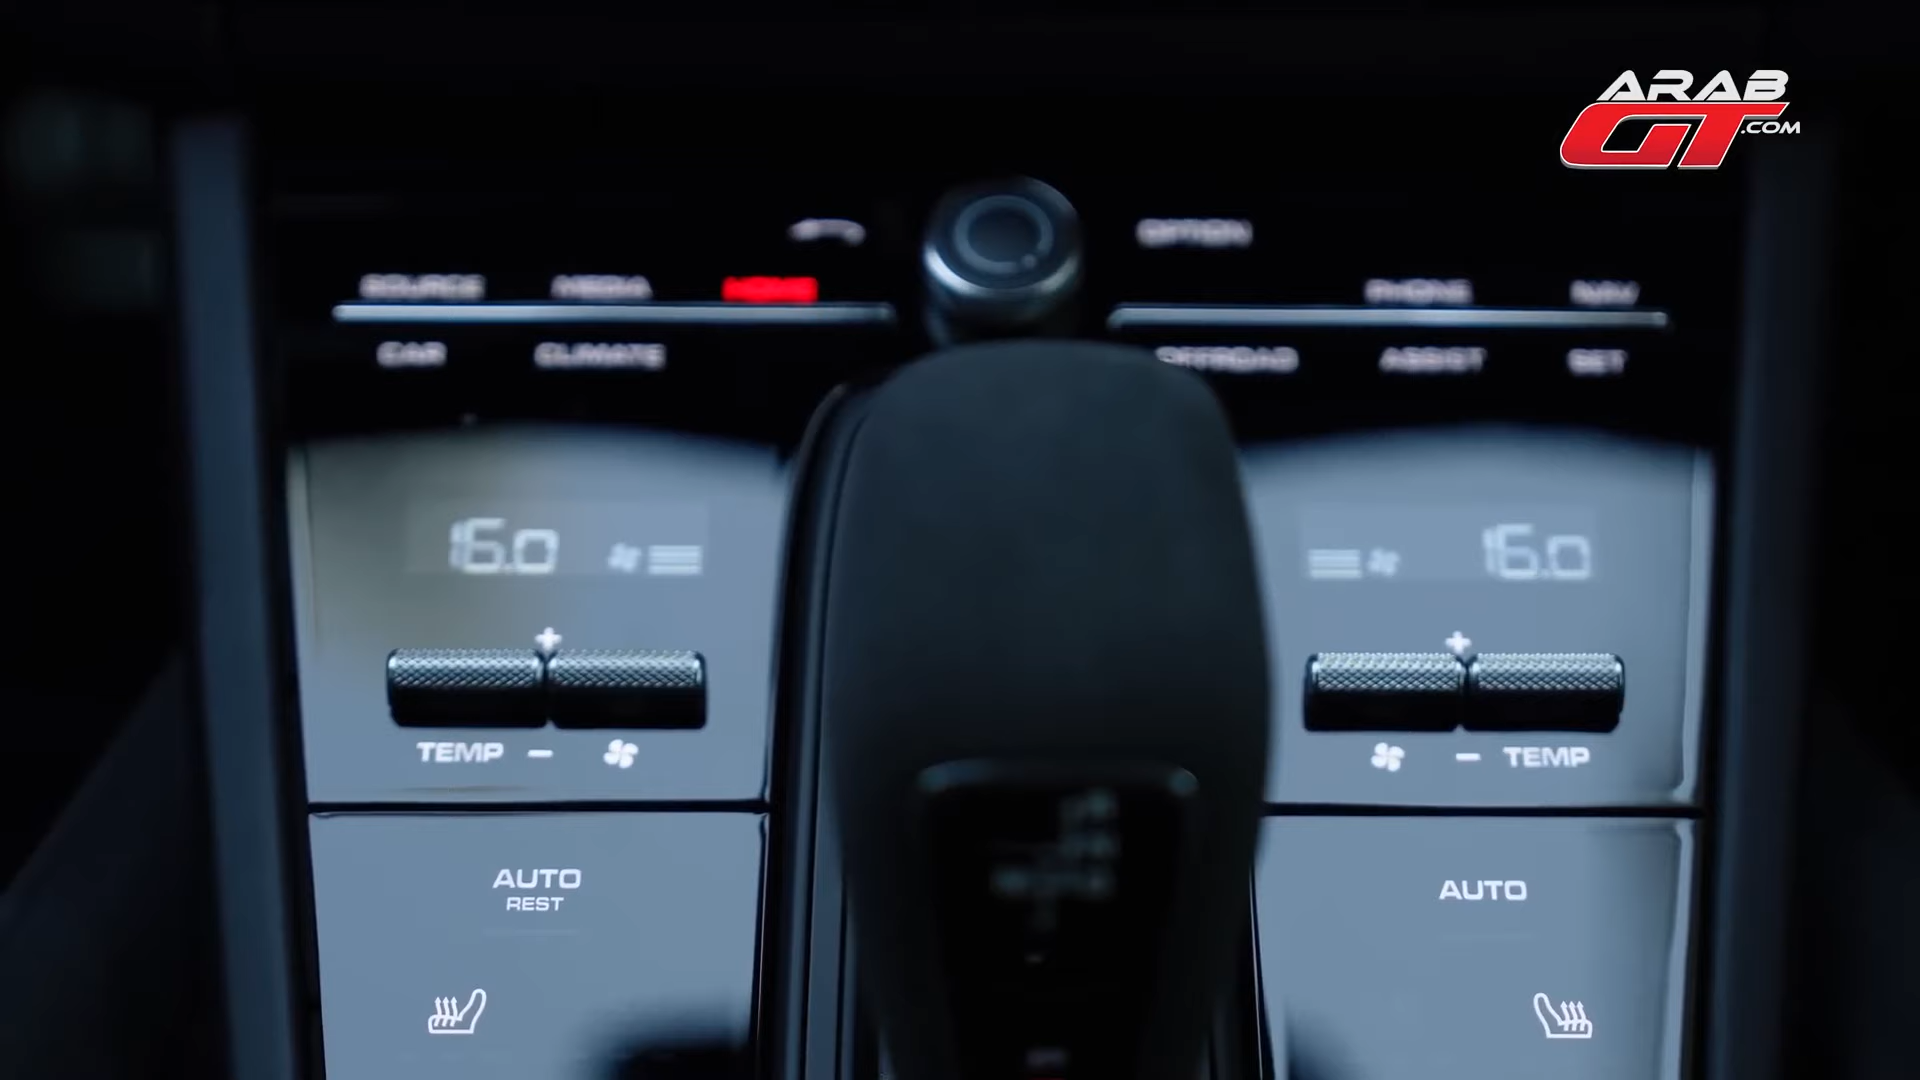 ARAB
GT.COM
OPTION
SOURCE MEDIA HOME PHONE NAV
CAR CLIMATE OFFROAD ASSIST SET
16.0 16.0
+ +
TEMP – – TEMP
AUTO AUTO
REST